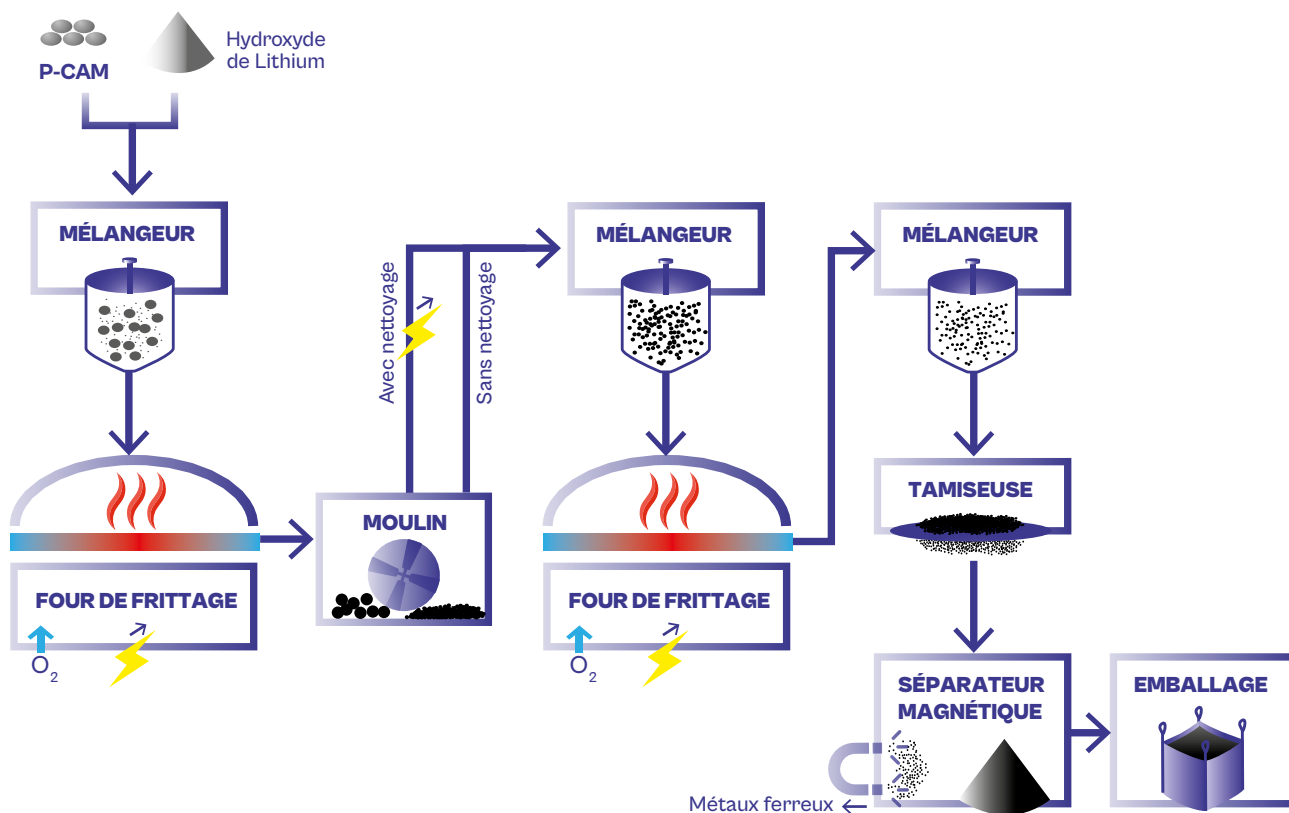 P-CAM
Hydroxyde
de Lithium
MÉLANGEUR
FOUR DE FRITTAGE
O2
MOULIN
Avec nettoyage
Sans nettoyage
MÉLANGEUR
FOUR DE FRITTAGE
O2
MÉLANGEUR
TAMISEUSE
SÉPARATEUR
MAGNÉTIQUE
Métaux ferreux
EMBALLAGE